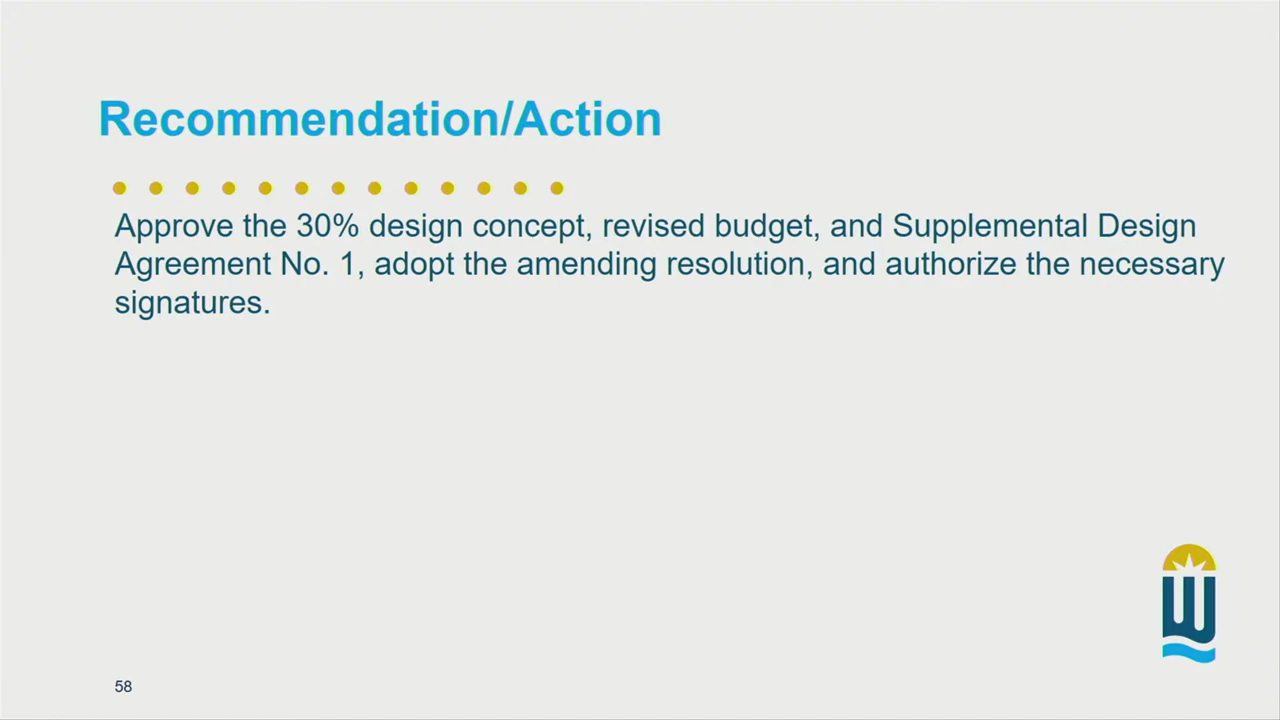 Recommendation/Action
Approve the 30% design concept, revised budget, and Supplemental Design
Agreement No. 1, adopt the amending resolution, and authorize the necessary
signatures.
58